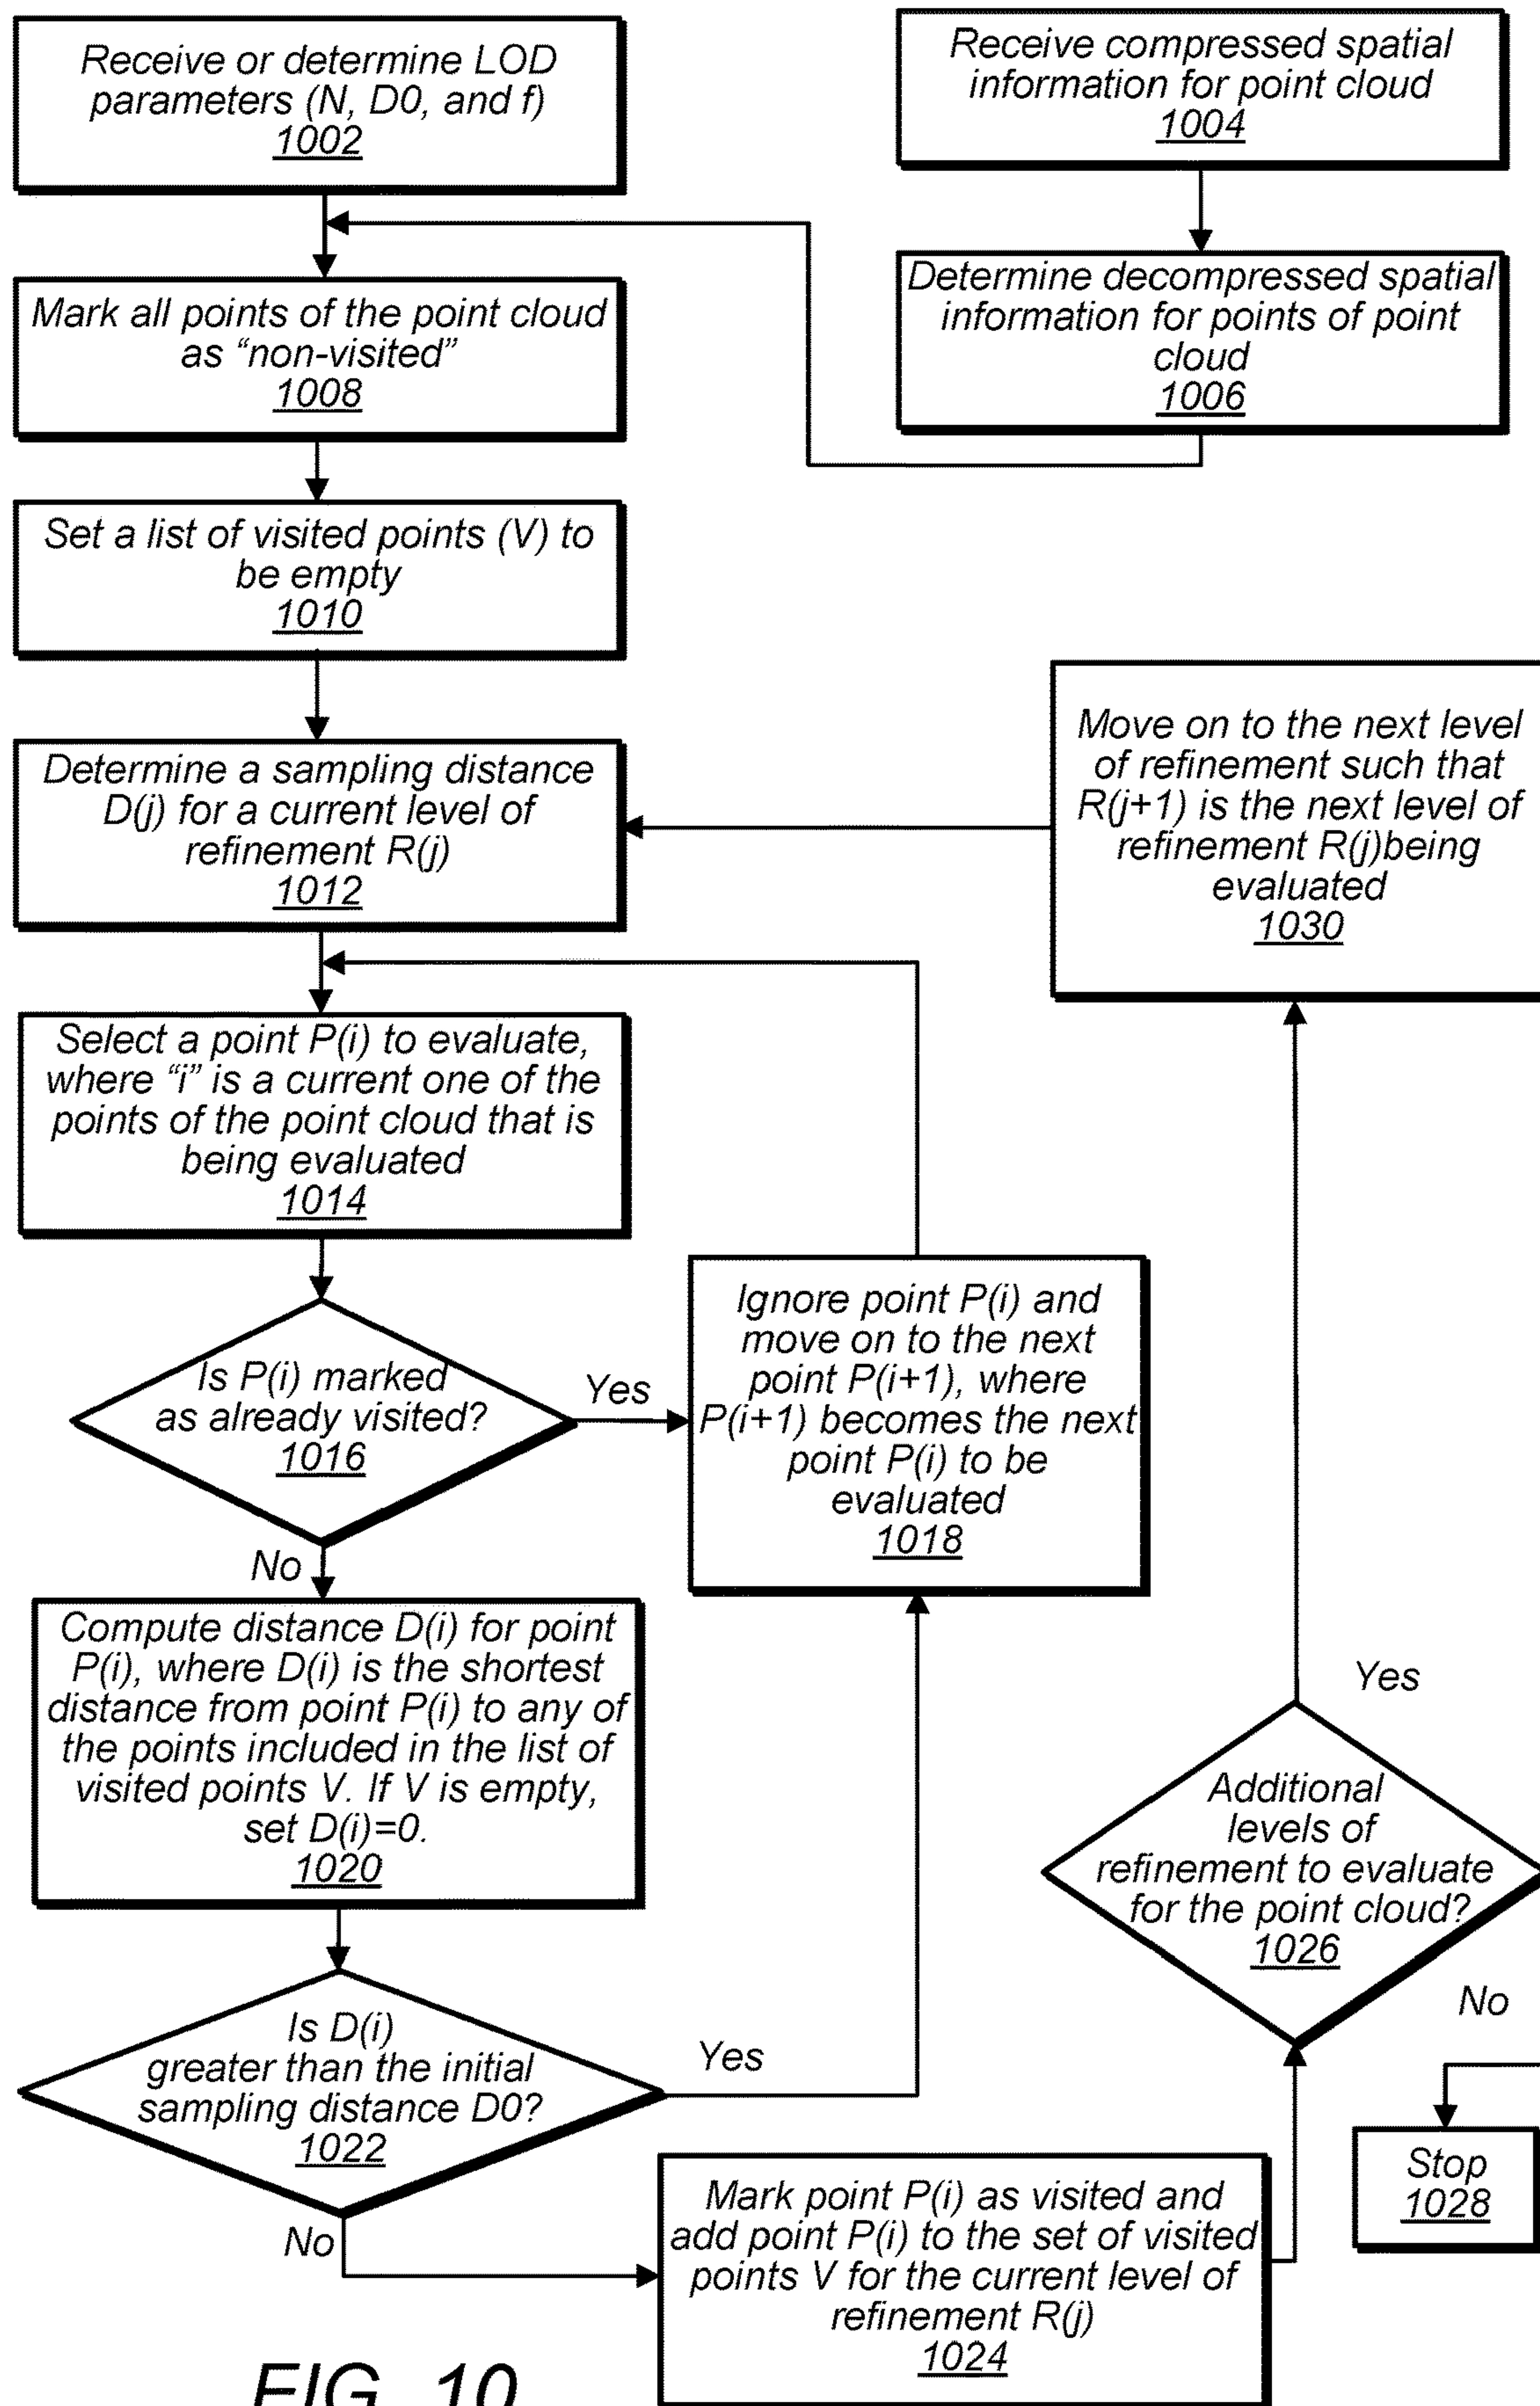 Receive or determine LOD
parameters (N, D0, and f)
1002
Receive compressed spatial
information for point cloud
1004
Determine decompressed spatial
information for points of point
cloud
1006
Mark all points of the point cloud
as “non-visited”
1008
Set a list of visited points (V) to
be empty
1010
Determine a sampling distance
D(j) for a current level of
refinement R(j)
1012
Move on to the next level
of refinement such that
R(j+1) is the next level of
refinement R(j)being
evaluated
1030
Select a point P(i) to evaluate,
where “i” is a current one of the
points of the point cloud that is
being evaluated
1014
Is P(i) marked
as already visited?
1016
Yes
Ignore point P(i) and
move on to the next
point P(i+1), where
P(i+1) becomes the next
point P(i) to be
evaluated
1018
No
Compute distance D(i) for point
P(i), where D(i) is the shortest
distance from point P(i) to any of
the points included in the list of
visited points V. If V is empty,
set D(i)=0.
1020
Is D(i)
greater than the initial
sampling distance D0?
1022
Yes
No
Mark point P(i) as visited and
add point P(i) to the set of visited
points V for the current level of
refinement R(j)
1024
Additional
levels of
refinement to evaluate
for the point cloud?
1026
Yes
No
Stop
1028
FIG. 10